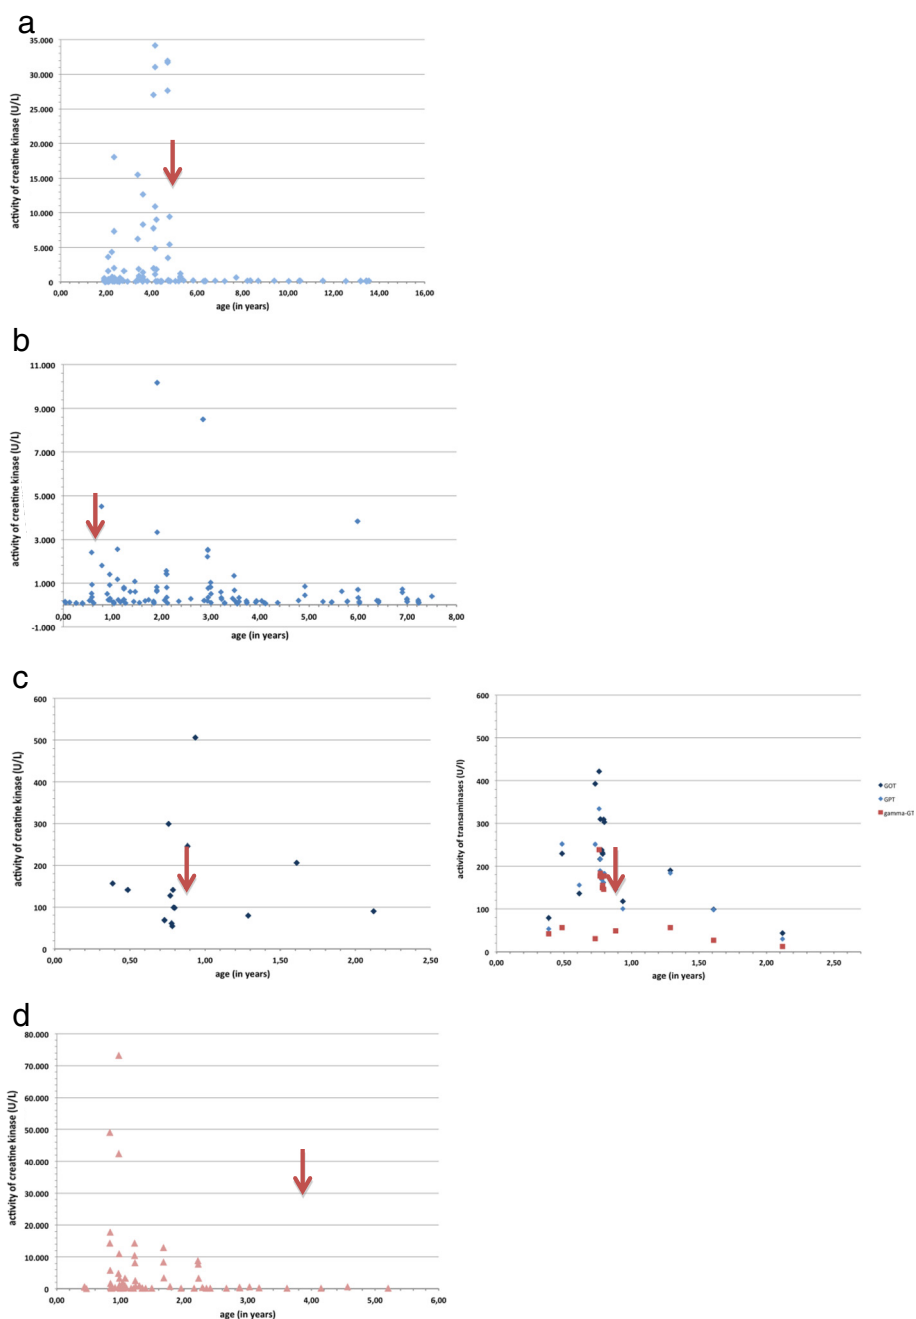 a
35.000
30.000
25.000
20.000
15.000
10.000
5.000
0
activity of creatine kinase (U/L)
0,00 2,00 4,00 6,00 8,00 10,00 12,00 14,00 16,00
age (in years)
b
11.000
9.000
7.000
5.000
3.000
1.000
-1.000
activity of creatine kinase (U/L)
0,00 1,00 2,00 3,00 4,00 5,00 6,00 7,00 8,00
age (in years)
c
600
500
400
300
200
100
0
activity of creatine kinase (U/L)
0,00 0,50 1,00 1,50 2,00 2,5
age (in years)
600
500
400
300
200
100
0
activity of transaminases (U/l)
0,00 0,50 1,00 1,50 2,00 2,50
age (in years)
GOT
GPT
gamma-GT
d
80.000
70.000
60.000
50.000
40.000
30.000
20.000
10.000
0
activity of creatine kinase (U/L)
0,00 1,00 2,00 3,00 4,00 5,00 6,00
age (in years)